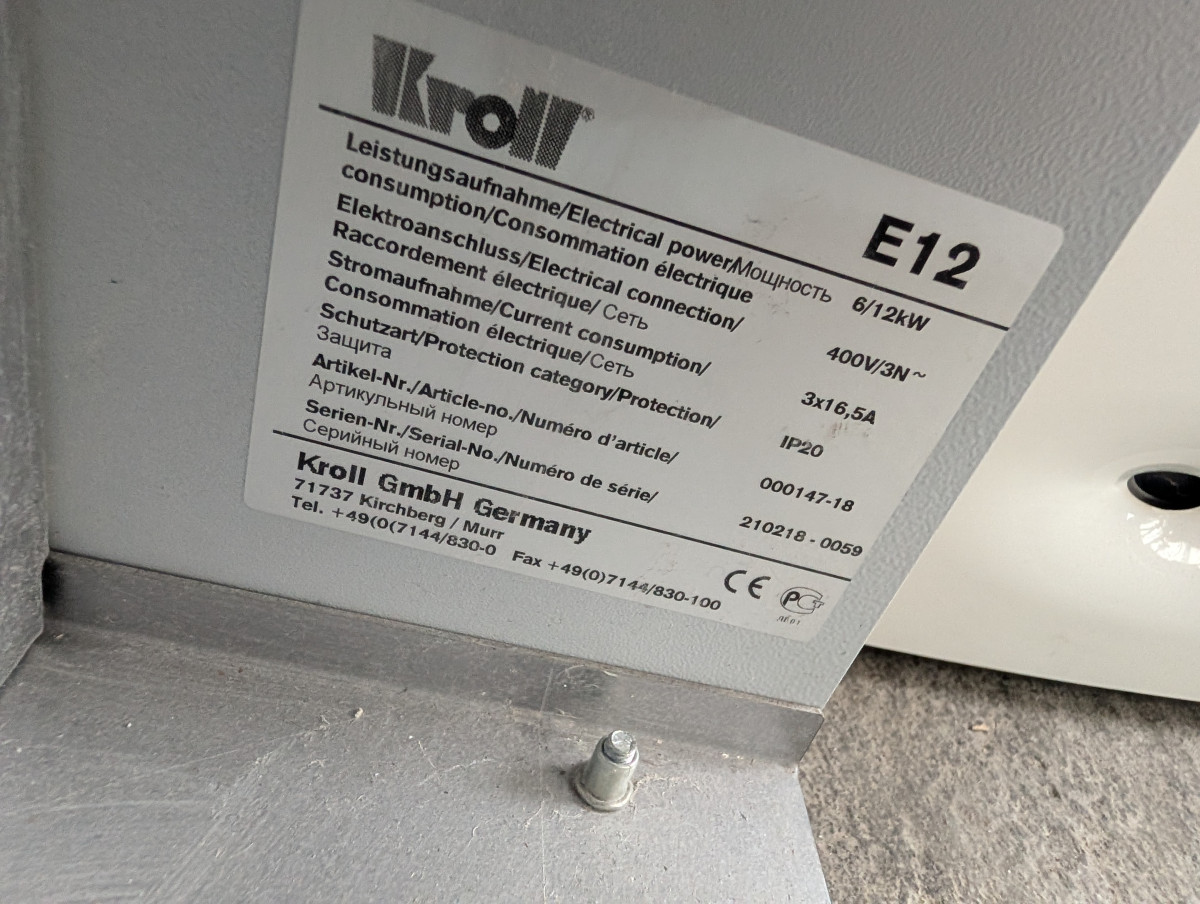 Kroll®
E12
Leistungsaufnahme/Electrical power/Мощность 6/12kW
consumption/Consommation électrique
Elektroanschluss/Electrical connection/ 400V/3N~
Raccordement électrique/ Сеть
Stromaufnahme/Current consumption/ 3x16,5A
Consommation électrique/Сеть
Schutzart/Protection category/Protection/ IP20
Защита
Artikel-Nr./Article-no./Numéro d'article/ 000147-18
Артикульный номер
Serien-Nr./Serial-No./Numéro de série/ 210218 - 0059
Серийный номер
Kroll GmbH Germany
71737 Kirchberg / Murr
Tel. +49(0(7144/830-0 Fax +49(0)7144/830-100
CE